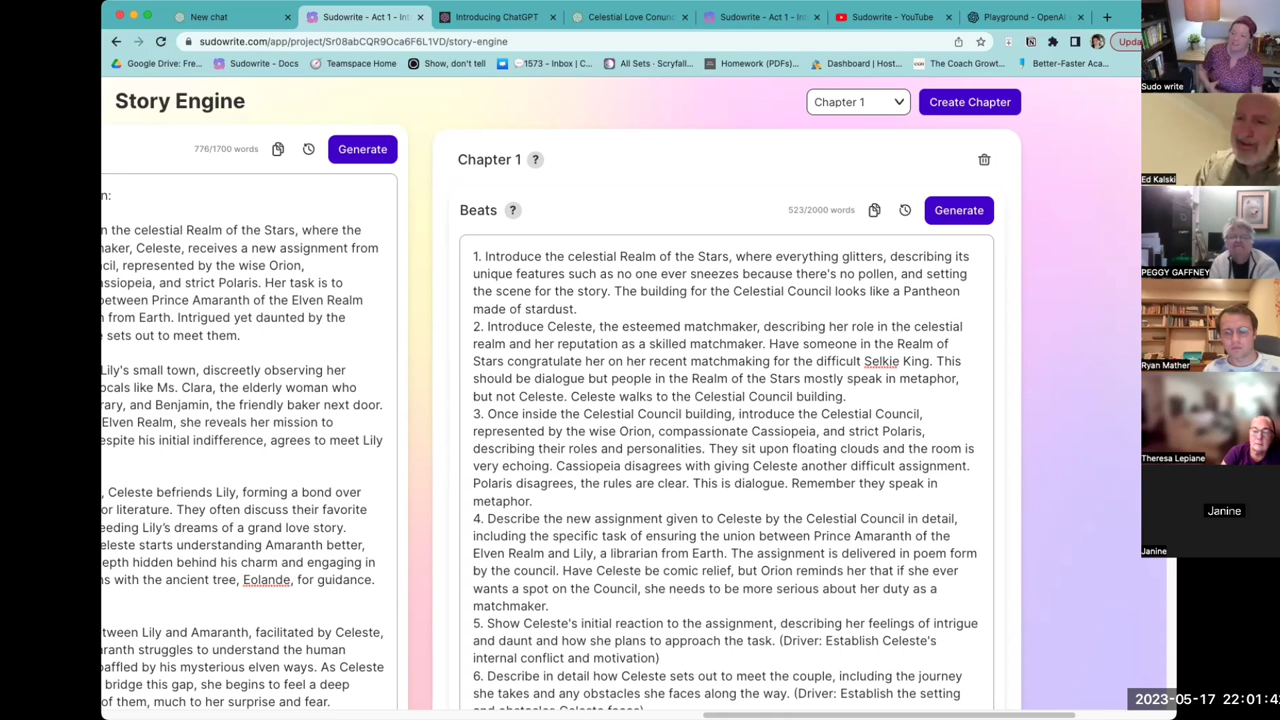 New chat
Sudowrite - Act 1 - Int
Introducing ChatGPT
Celestial Love Conun
Sudowrite - Act 1 - Int
Sudowrite - YouTube
Playground - OpenAI
sudowrite.com/app/project/Sr08abCQR9Oca6F6L1VD/story-engine
Upda
Google Drive: Fre...
Sudowrite - Docs
Teamspace Home
Show, don't tell
1573 - Inbox | C...
All Sets · Scryfall...
Homework (PDFs)...
Dashboard | Host...
The Coach Growt...
Better-Faster Aca...
Story Engine
Chapter 1
Create Chapter
776/1700 words
Generate
n:
n the celestial Realm of the Stars, where the
naker, Celeste, receives a new assignment from
cil, represented by the wise Orion,
ssiopeia, and strict Polaris. Her task is to
between Prince Amaranth of the Elven Realm
n from Earth. Intrigued yet daunted by the
e sets out to meet them.
Lily's small town, discreetly observing her
ocals like Ms. Clara, the elderly woman who
rary, and Benjamin, the friendly baker next door.
Elven Realm, she reveals her mission to
espite his initial indifference, agrees to meet Lily
, Celeste befriends Lily, forming a bond over
or literature. They often discuss their favorite
eeding Lily's dreams of a grand love story.
eleste starts understanding Amaranth better,
epth hidden behind his charm and engaging in
ns with the ancient tree, Eolande, for guidance.
tween Lily and Amaranth, facilitated by Celeste,
aranth struggles to understand the human
affled by his mysterious elven ways. As Celeste
bridge this gap, she begins to feel a deep
of them, much to her surprise and fear.
Chapter 1 ?
Beats ?
523/2000 words
Generate
1. Introduce the celestial Realm of the Stars, where everything glitters, describing its
unique features such as no one ever sneezes because there's no pollen, and setting
the scene for the story. The building for the Celestial Council looks like a Pantheon
made of stardust.
2. Introduce Celeste, the esteemed matchmaker, describing her role in the celestial
realm and her reputation as a skilled matchmaker. Have someone in the Realm of
Stars congratulate her on her recent matchmaking for the difficult Selkie King. This
should be dialogue but people in the Realm of the Stars mostly speak in metaphor,
but not Celeste. Celeste walks to the Celestial Council building.
3. Once inside the Celestial Council building, introduce the Celestial Council,
represented by the wise Orion, compassionate Cassiopeia, and strict Polaris,
describing their roles and personalities. They sit upon floating clouds and the room is
very echoing. Cassiopeia disagrees with giving Celeste another difficult assignment.
Polaris disagrees, the rules are clear. This is dialogue. Remember they speak in
metaphor.
4. Describe the new assignment given to Celeste by the Celestial Council in detail,
including the specific task of ensuring the union between Prince Amaranth of the
Elven Realm and Lily, a librarian from Earth. The assignment is delivered in poem form
by the council. Have Celeste be comic relief, but Orion reminds her that if she ever
wants a spot on the Council, she needs to be more serious about her duty as a
matchmaker.
5. Show Celeste's initial reaction to the assignment, describing her feelings of intrigue
and daunt and how she plans to approach the task. (Driver: Establish Celeste's
internal conflict and motivation)
6. Describe in detail how Celeste sets out to meet the couple, including the journey
she takes and any obstacles she faces along the way. (Driver: Establish the setting
and obstacles Celeste faces)
Sudo write
Ed Kalski
PEGGY GAFFNEY
Ryan Mather
Theresa Lepiane
Janine
Janine
2023-05-17 22:01:4